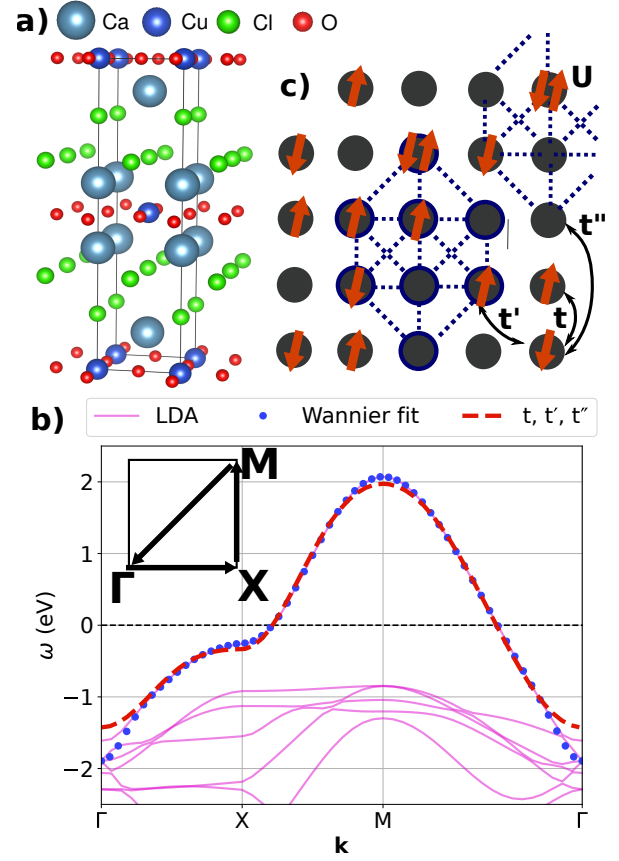 a) Ca Cu Cl O
c) U
t"
t' t
b) LDA Wannier fit t, t′, t″
M
Γ X
2
1
0
−1
−2
ω (eV)
Γ X M Γ
k